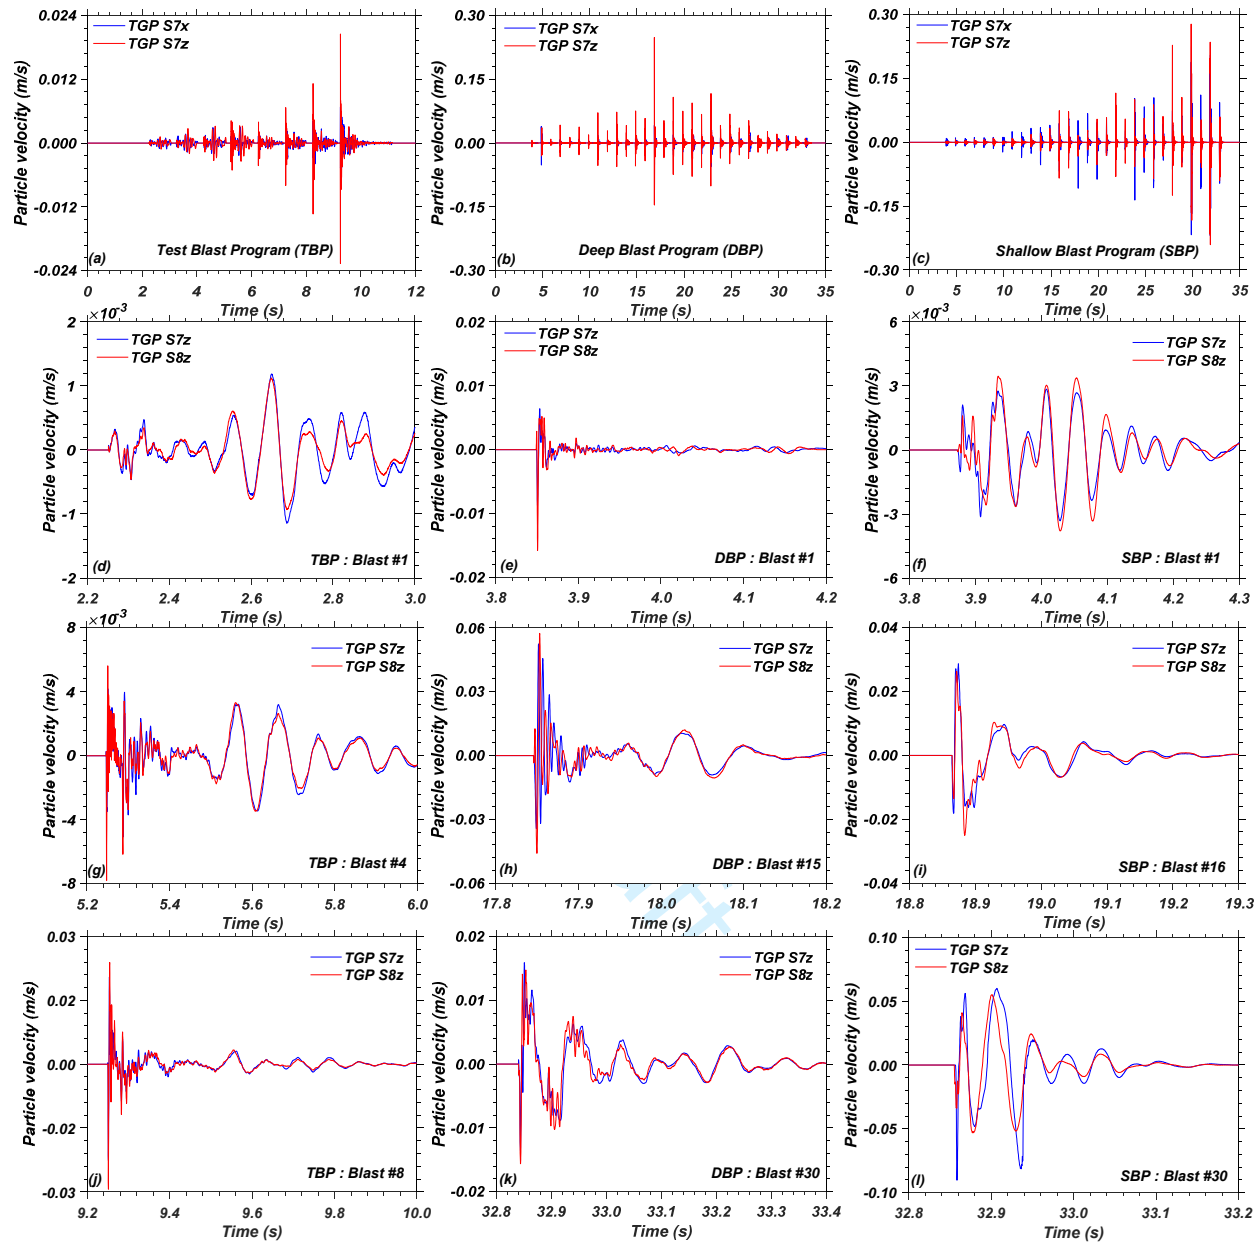 TGP S7x
TGP S7z
Particle velocity (m/s)
0.024
0.012
0.000
-0.012
-0.024
(a)
Test Blast Program (TBP)
0 2 4 6 8 10 12
Time (s)
TGP S7x
TGP S7z
Particle velocity (m/s)
0.30
0.15
0.00
-0.15
-0.30
(b)
Deep Blast Program (DBP)
0 5 10 15 20 25 30 35
Time (s)
TGP S7x
TGP S7z
Particle velocity (m/s)
0.30
0.15
0.00
-0.15
-0.30
(c)
Shallow Blast Program (SBP)
0 5 10 15 20 25 30 35
Time (s)
×10⁻³
TGP S7z
TGP S8z
Particle velocity (m/s)
2
1
0
-1
-2
(d)
TBP : Blast #1
2.2 2.4 2.6 2.8 3.0
Time (s)
TGP S7z
TGP S8z
Particle velocity (m/s)
0.02
0.01
0.00
-0.01
-0.02
(e)
DBP : Blast #1
3.8 3.9 4.0 4.1 4.2
Time (s)
×10⁻³
TGP S7z
TGP S8z
Particle velocity (m/s)
6
3
0
-3
-6
(f)
SBP : Blast #1
3.8 3.9 4.0 4.1 4.2 4.3
Time (s)
×10⁻³
TGP S7z
TGP S8z
Particle velocity (m/s)
8
4
0
-4
-8
(g)
TBP : Blast #4
5.2 5.4 5.6 5.8 6.0
Time (s)
TGP S7z
TGP S8z
Particle velocity (m/s)
0.06
0.03
0.00
-0.03
-0.06
(h)
DBP : Blast #15
17.8 17.9 18.0 18.1 18.2
Time (s)
TGP S7z
TGP S8z
Particle velocity (m/s)
0.04
0.02
0.00
-0.02
-0.04
(i)
SBP : Blast #16
18.8 18.9 19.0 19.1 19.2 19.3
Time (s)
TGP S7z
TGP S8z
Particle velocity (m/s)
0.03
0.02
0.00
-0.02
-0.03
(j)
TBP : Blast #8
9.2 9.4 9.6 9.8 10.0
Time (s)
TGP S7z
TGP S8z
Particle velocity (m/s)
0.02
0.01
0.00
-0.01
-0.02
(k)
DBP : Blast #30
32.8 32.9 33.0 33.1 33.2 33.3 33.4
Time (s)
TGP S7z
TGP S8z
Particle velocity (m/s)
0.10
0.05
0.00
-0.05
-0.10
(l)
SBP : Blast #30
32.8 32.9 33.0 33.1 33.2
Time (s)